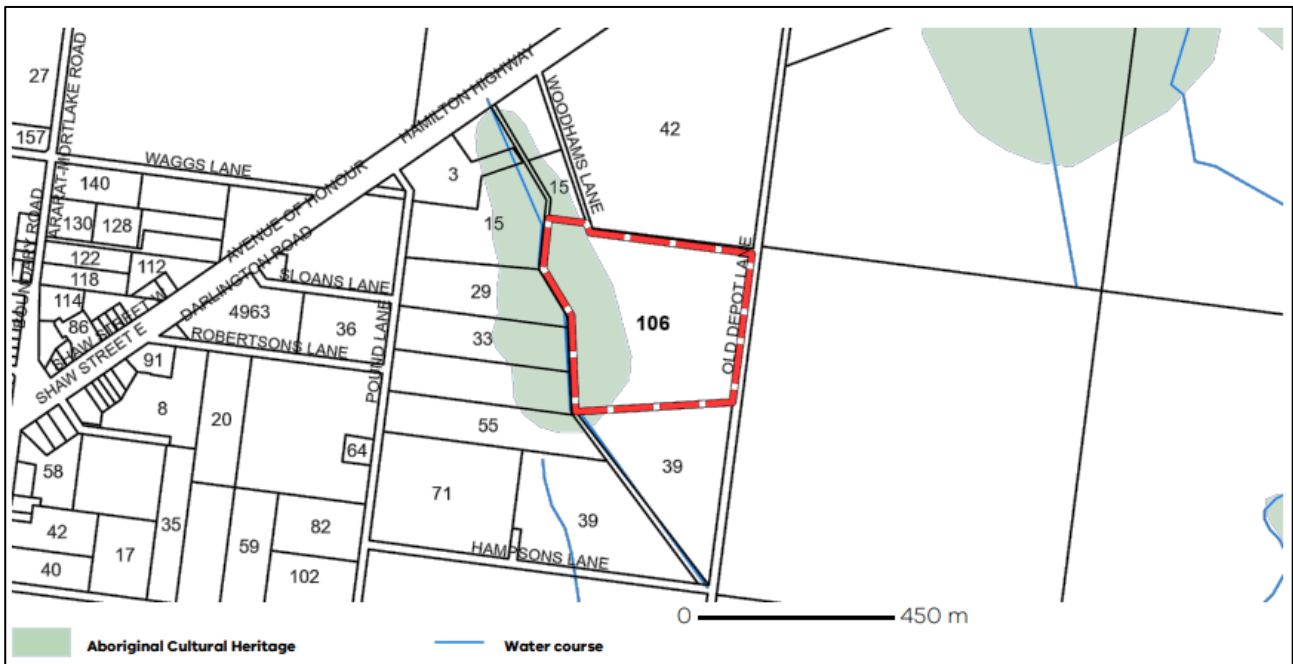 27
ARARAT-MORTLAKE ROAD
157
BOUNDARY ROAD
WAGGS LANE
140
130
128
122
118
112
114
86
SHAW STREET W
SHAW STREET E
AVENUE OF HONOUR
HAMILTON HIGHWAY
DARLINGTON ROAD
SLOANS LANE
4963
36
ROBERTSONS LANE
POUND LANE
WOODHAMS LANE
42
3
15
15
29
33
106
OLD DEPOT LANE
91
8
20
55
64
58
71
39
39
35
42
17
40
59
82
102
HAMPSONS LANE
0 450 m
Aboriginal Cultural Heritage
Water course